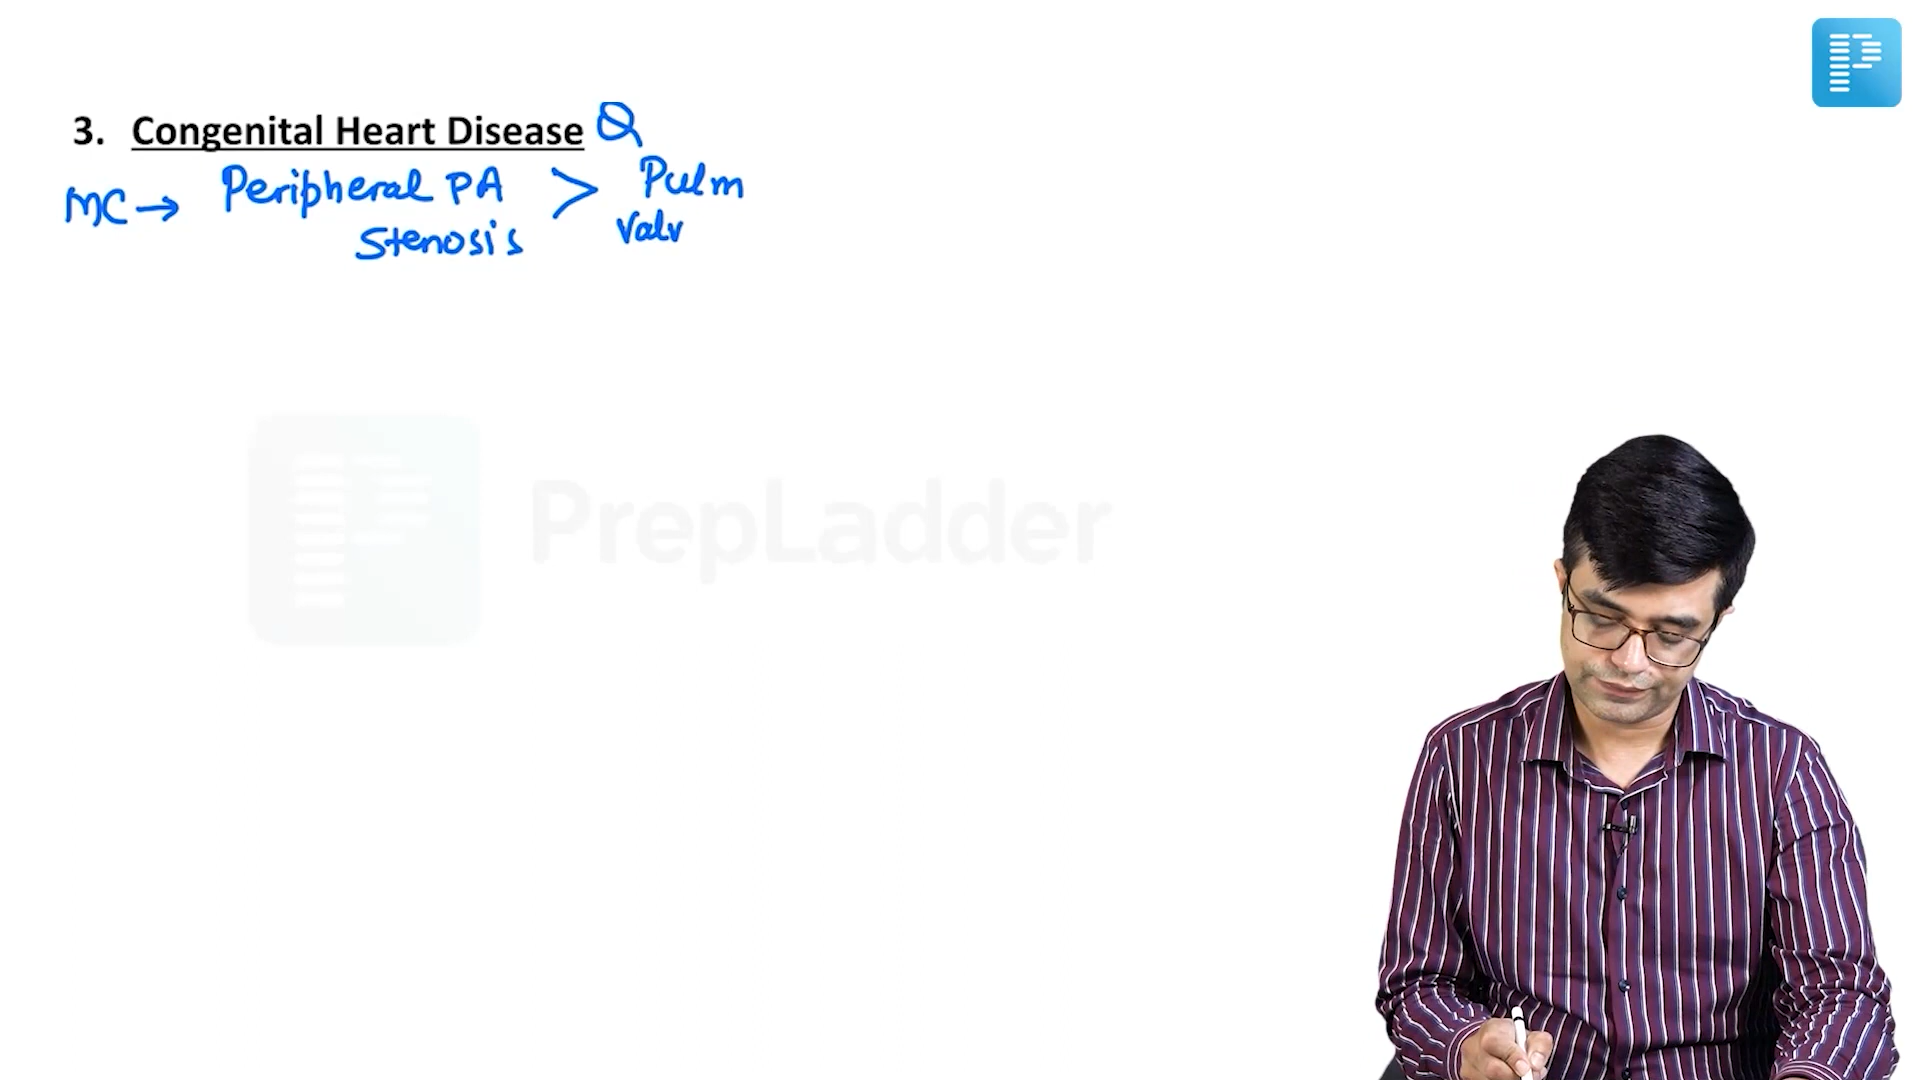 3. Congenital Heart Disease Q
MC → Peripheral PA Stenosis > Pulm Valv
PrepLadder